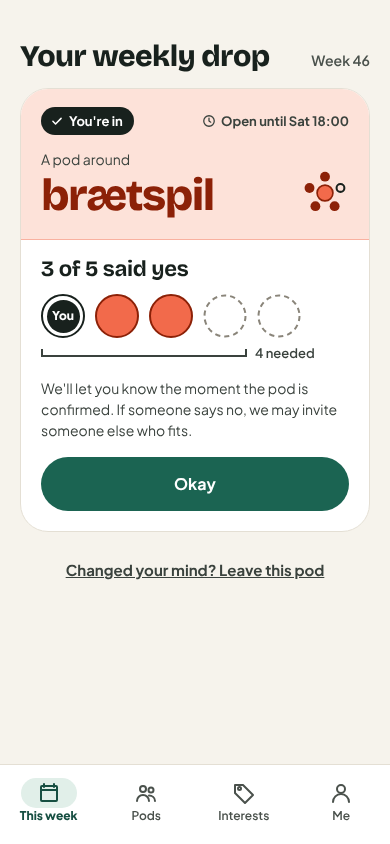 Your weekly drop
Week 46
You're in
Open until Sat 18:00
A pod around
brætspil
3 of 5 said yes
You
4 needed
We'll let you know the moment the pod is
confirmed. If someone says no, we may invite
someone else who fits.
Okay
Changed your mind? Leave this pod
This week
Pods
Interests
Me